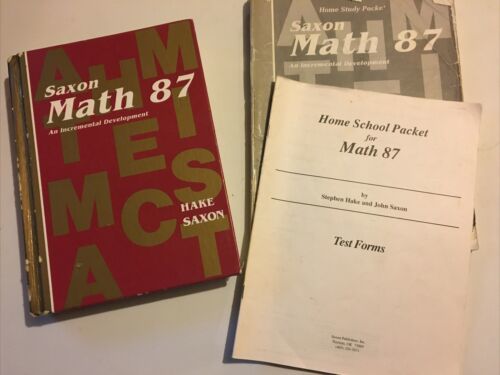 Saxon
Math 87
An Incremental Development
HAKE
SAXON
Home Study Packet
Saxon
Math 87
An Incremental Development
Home School Packet
for
Math 87
by
Stephen Hake and John Saxon
Test Forms